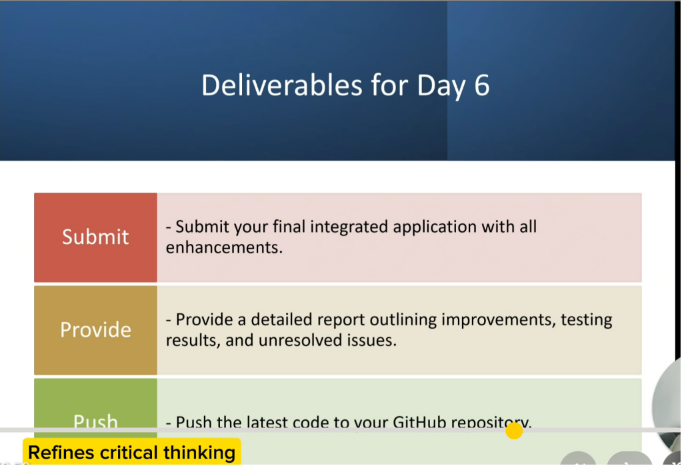 Deliverables for Day 6
Submit
- Submit your final integrated application with all
enhancements.
Provide
- Provide a detailed report outlining improvements, testing
results, and unresolved issues.
Push
- Push the latest code to your GitHub repository.
Refines critical thinking